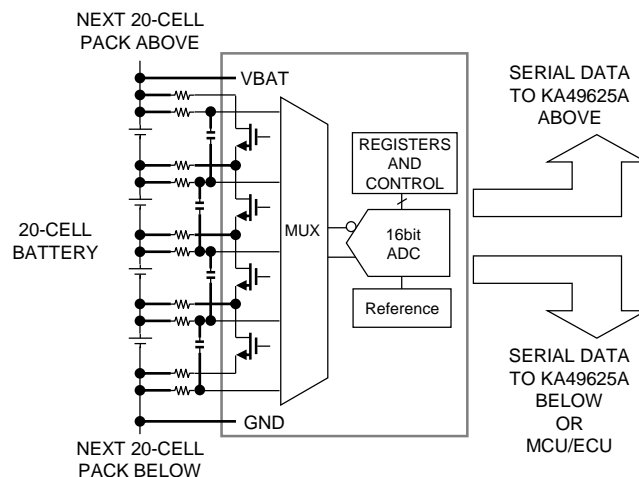 NEXT 20-CELL
PACK ABOVE
VBAT
SERIAL DATA
TO KA49625A
ABOVE
REGISTERS
AND
CONTROL
20-CELL
BATTERY
MUX
16bit
ADC
Reference
SERIAL DATA
TO KA49625A
BELOW
OR
MCU/ECU
GND
NEXT 20-CELL
PACK BELOW